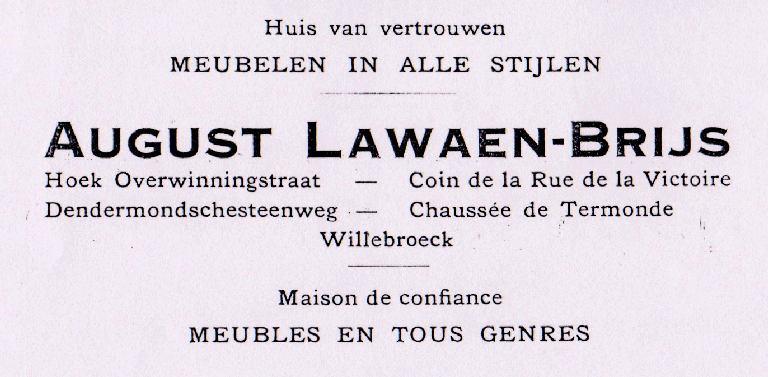 Huis van vertrouwen
MEUBELEN IN ALLE STIJLEN
AUGUST LAWAEN-BRIJS
Hoek Overwinningstraat — Coin de la Rue de la Victoire
Dendermondschesteenweg — Chaussée de Termonde
Willebroeck
Maison de confiance
MEUBLES EN TOUS GENRES